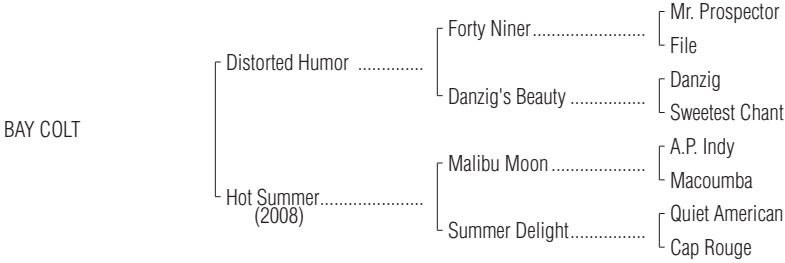 Mr. Prospector
Forty Niner........................
File
Distorted Humor ..............
Danzig
Danzig's Beauty ................
Sweetest Chant
BAY COLT
A.P. Indy
Malibu Moon ....................
Macoumba
Hot Summer......................
(2008)
Quiet American
Summer Delight................
Cap Rouge